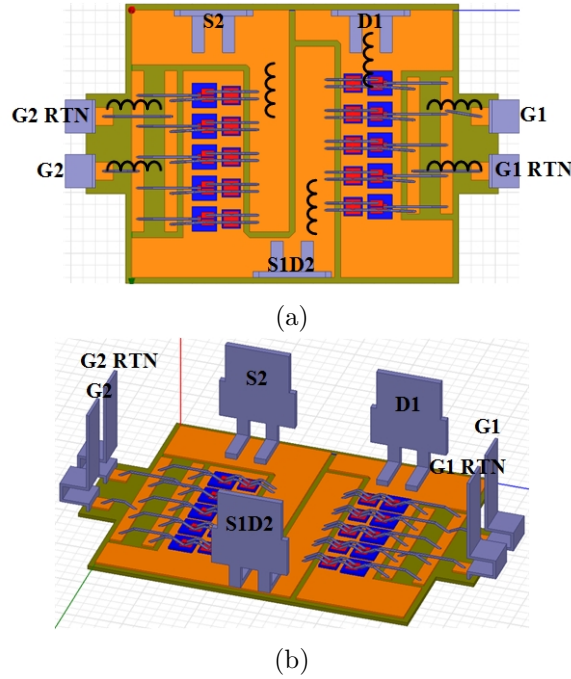 S2
D1
G2 RTN
G1
G2
G1 RTN
S1D2
(a)
G2 RTN
G2
S2
D1
G1
G1 RTN
S1D2
(b)